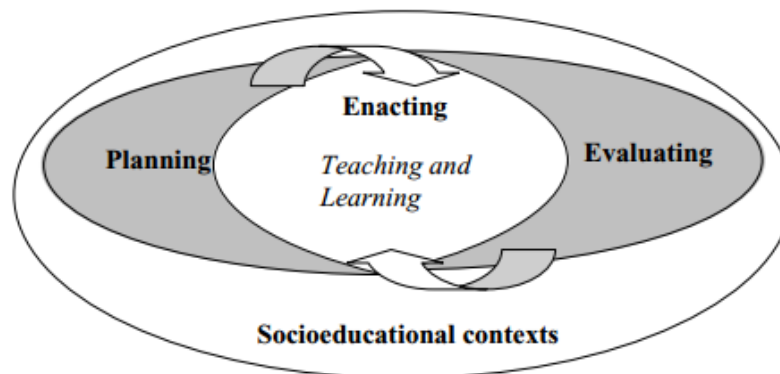 Enacting
Planning
Evaluating
Teaching and
Learning
Socioeducational contexts